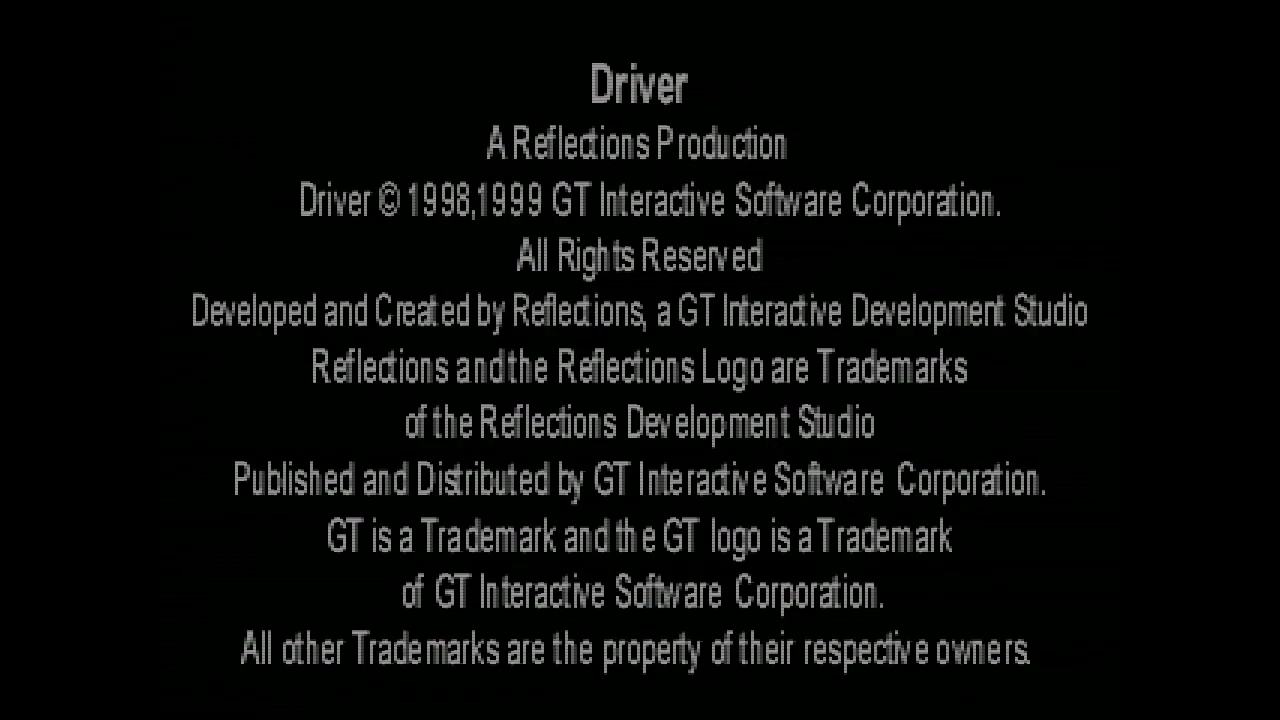 Driver
A Reflections Production
Driver © 1998,1999 GT Interactive Software Corporation.
All Rights Reserved
Developed and Created by Reflections, a GT Interactive Development Studio
Reflections and the Reflections Logo are Trademarks
of the Reflections Development Studio
Published and Distributed by GT Interactive Software Corporation.
GT is a Trademark and the GT logo is a Trademark
of GT Interactive Software Corporation.
All other Trademarks are the property of their respective owners.